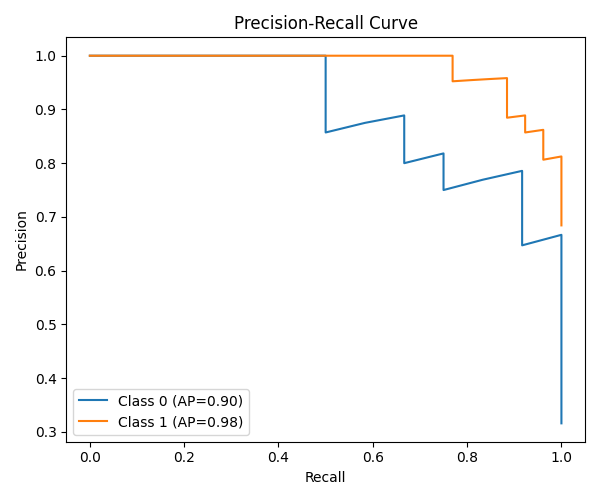 Precision-Recall Curve
1.0
0.9
0.8
0.7
0.6
0.5
0.4
0.3
Precision
Class 0 (AP=0.90)
Class 1 (AP=0.98)
0.0 0.2 0.4 0.6 0.8 1.0
Recall